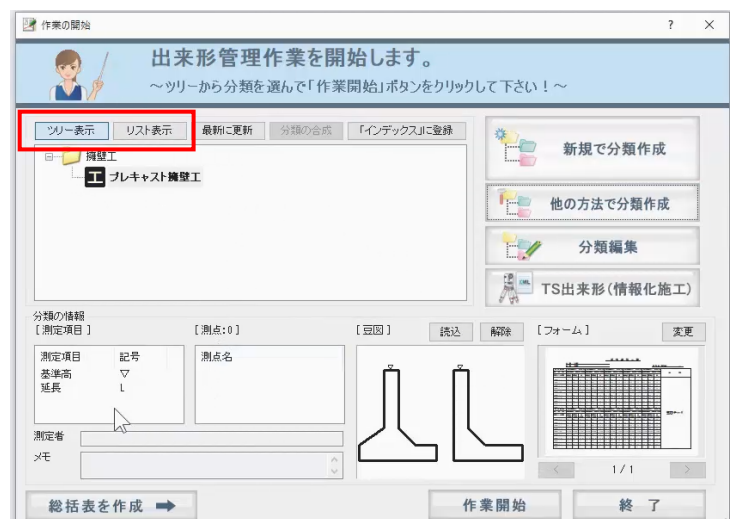 作業の開始
? ×
出来形管理作業を開始します。
～ツリーから分類を選んで「作業開始」ボタンをクリックして下さい！～
ツリー表示 リスト表示 最新に更新 分類の合成 「インデックス」に登録
擁壁工
工 プレキャスト擁壁工
新規で分類作成
他の方法で分類作成
分類編集
TS出来形(情報化施工)
分類の情報
[ 測定項目 ] [ 測点:0 ] [ 豆図 ] 読込 解除 [ フォーム ] 変更
測定項目 記号 測点名
基準高 ▽
延長 L
測定者
メモ
< 1/1 >
総括表を作成 ➡ 作業開始 終 了